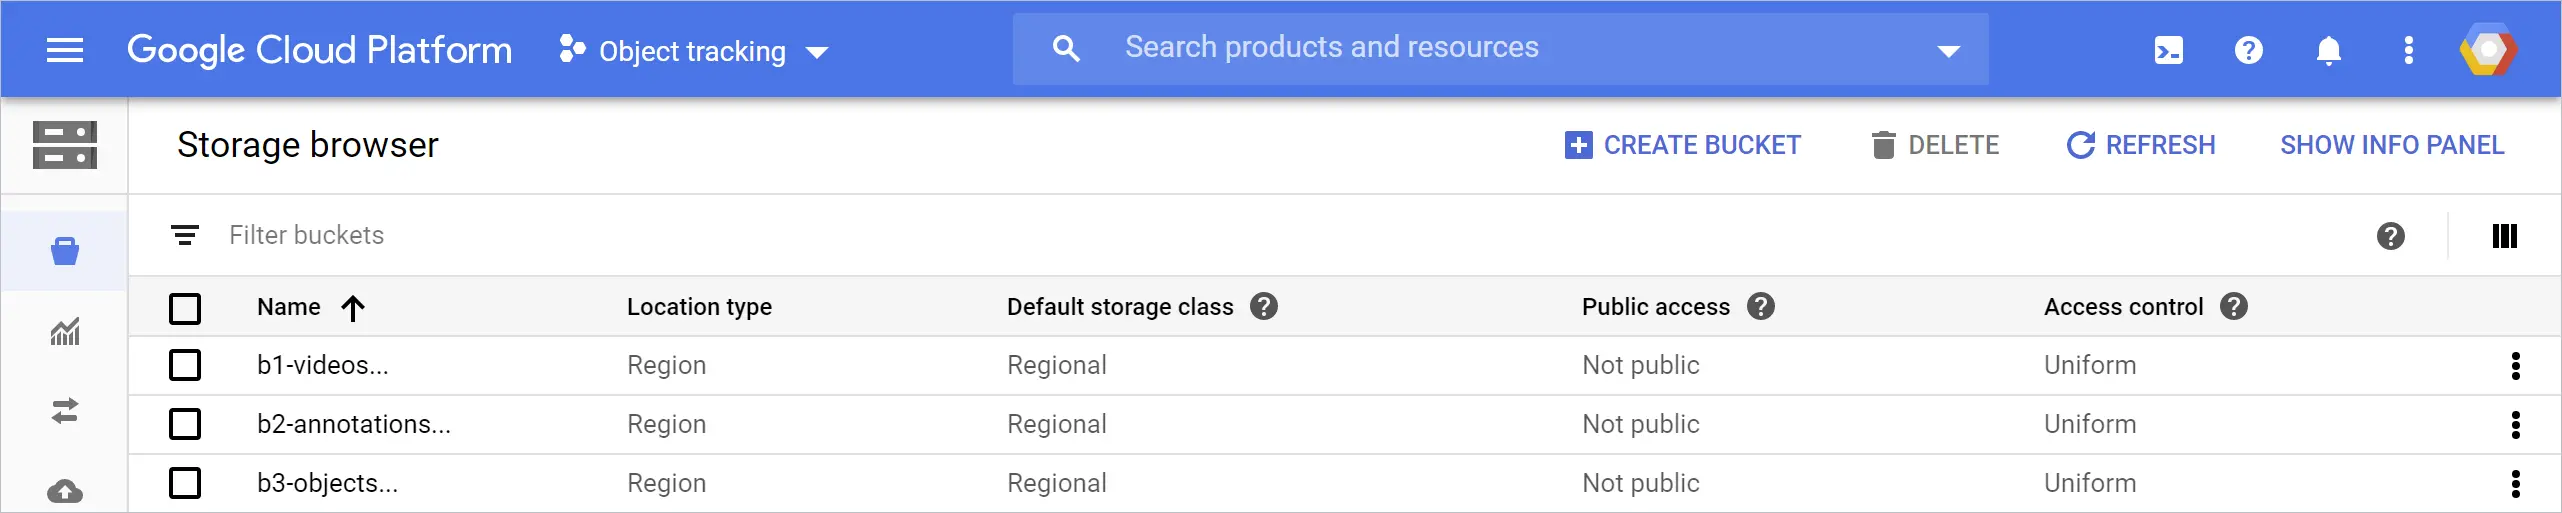 Google Cloud Platform Object tracking Search products and resources
Storage browser CREATE BUCKET DELETE REFRESH SHOW INFO PANEL
Filter buckets
Name Location type Default storage class Public access Access control
b1-videos... Region Regional Not public Uniform
b2-annotations... Region Regional Not public Uniform
b3-objects... Region Regional Not public Uniform